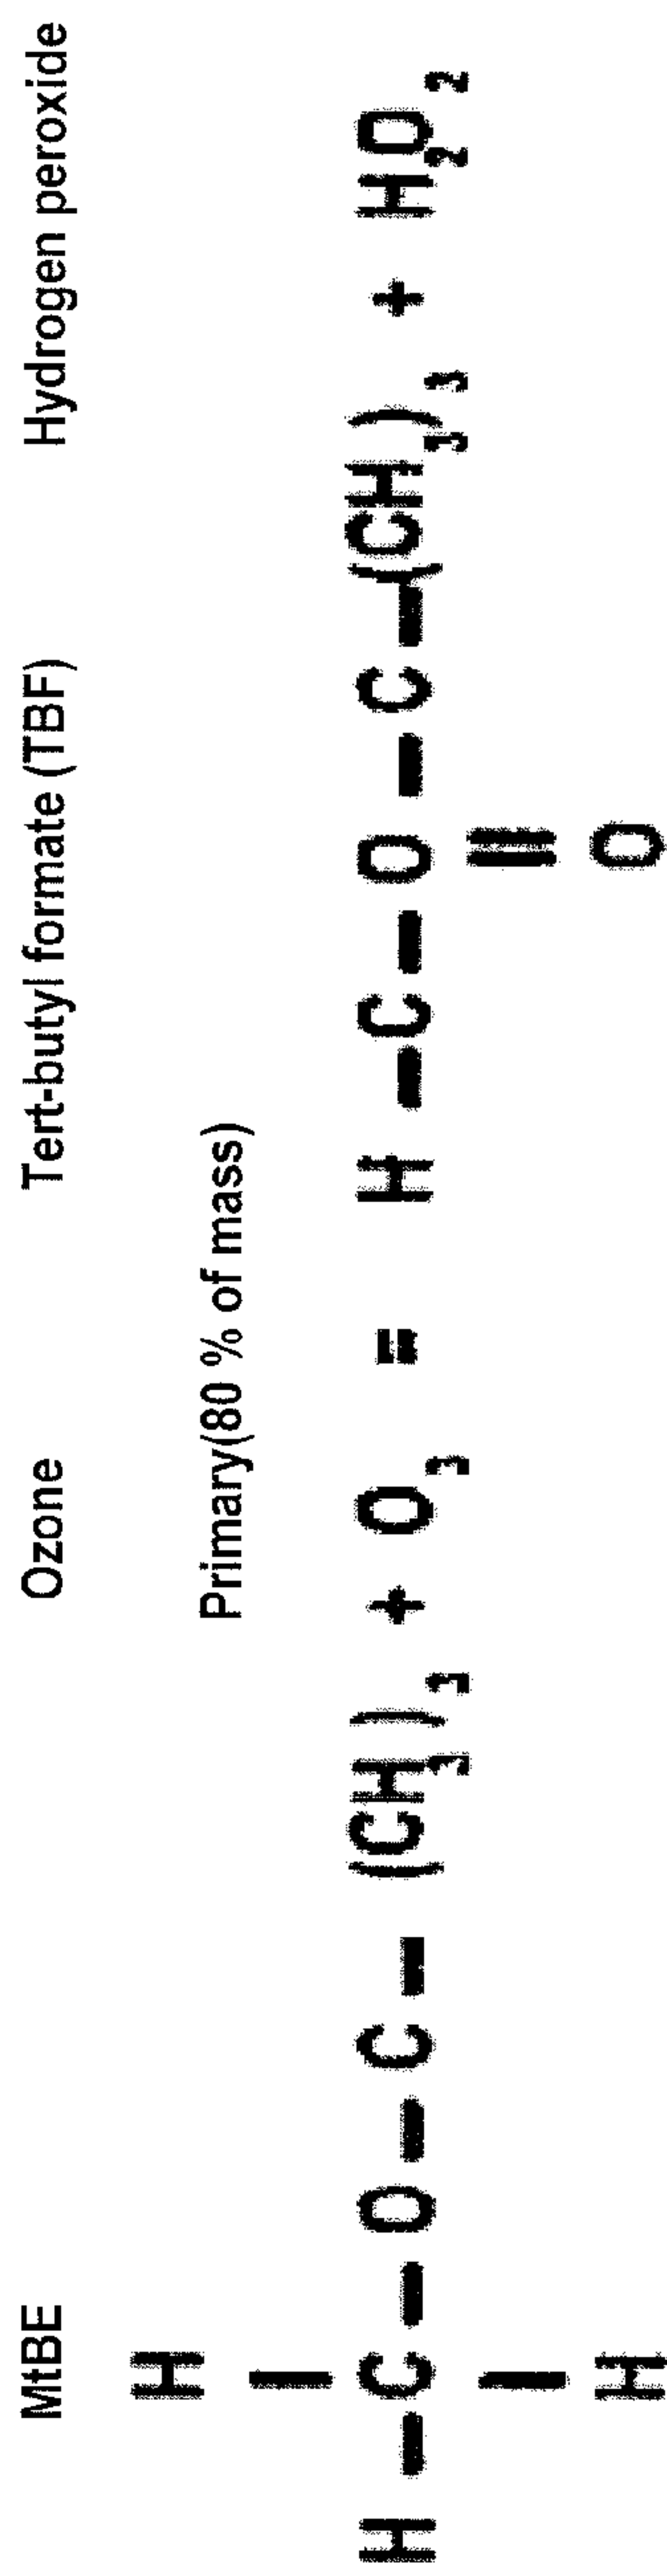 MtBE Ozone Tert-butyl formate (TBF) Hydrogen peroxide
H Primary(80 % of mass)
|
H — C — O — C — (CH₃)₃ + O₃ = H — C — O — C —(CH₃)₃ + H₂O₂
| ||
H O